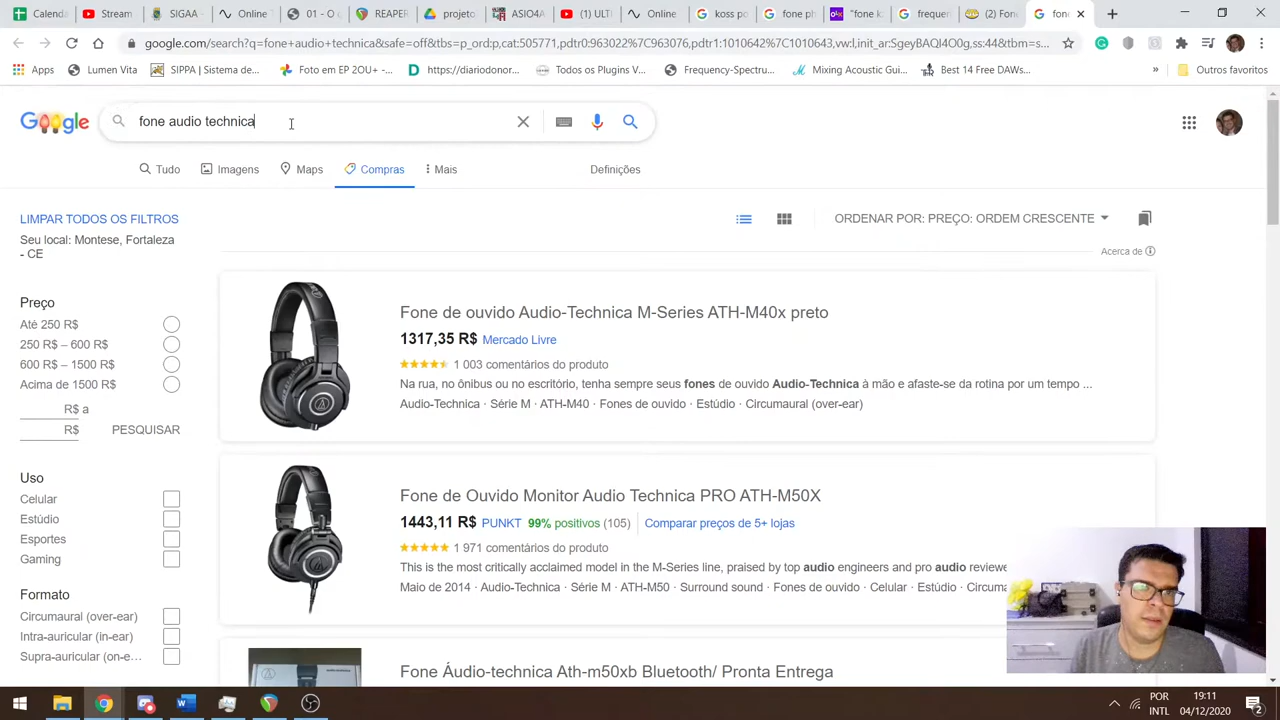 Calenda
Stream
SIGAA -
Online T
01 - O q
REAPER
projeto
ASIO4A
(1) ULTI
Online
koss po
fone ph
"fone k
frequen
(2) Fone
fone
google.com/search?q=fone+audio+technica&safe=off&tbs=p_ord:p,cat:505771,pdtr0:963022%7C963076,pdtr1:1010642%7C1010643,vw:l,init_ar:SgeyBAQI4O0g,ss:44&tbm=s...
Apps
Lumen Vita
SIPPA | Sistema de...
Foto em EP 2OU+ -...
https://diariodonor...
Todos os Plugins V...
Frequency-Spectru...
Mixing Acoustic Gui...
Best 14 Free DAWs...
»
Outros favoritos
Google
fone audio technica
Tudo
Imagens
Maps
Compras
Mais
Definições
LIMPAR TODOS OS FILTROS
Seu local: Montese, Fortaleza
- CE
ORDENAR POR: PREÇO: ORDEM CRESCENTE
Acerca de
Preço
Até 250 R$
250 R$ – 600 R$
600 R$ – 1500 R$
Acima de 1500 R$
R$ a
R$ PESQUISAR
Uso
Celular
Estúdio
Esportes
Gaming
Formato
Circumaural (over-ear)
Intra-auricular (in-ear)
Supra-auricular (on-e...
Fone de ouvido Audio-Technica M-Series ATH-M40x preto
1317,35 R$ Mercado Livre
1 003 comentários do produto
Na rua, no ônibus ou no escritório, tenha sempre seus fones de ouvido Audio-Technica à mão e afaste-se da rotina por um tempo ...
Audio-Technica · Série M · ATH-M40 · Fones de ouvido · Estúdio · Circumaural (over-ear)
Fone de Ouvido Monitor Audio Technica PRO ATH-M50X
1443,11 R$ PUNKT 99% positivos (105) Comparar preços de 5+ lojas
1 971 comentários do produto
This is the most critically acclaimed model in the M-Series line, praised by top audio engineers and pro audio reviewe
Maio de 2014 · Audio-Technica · Série M · ATH-M50 · Surround sound · Fones de ouvido · Celular · Estúdio · Circuma
Fone Áudio-technica Ath-m50xb Bluetooth/ Pronta Entrega
POR
INTL
19:11
04/12/2020
2